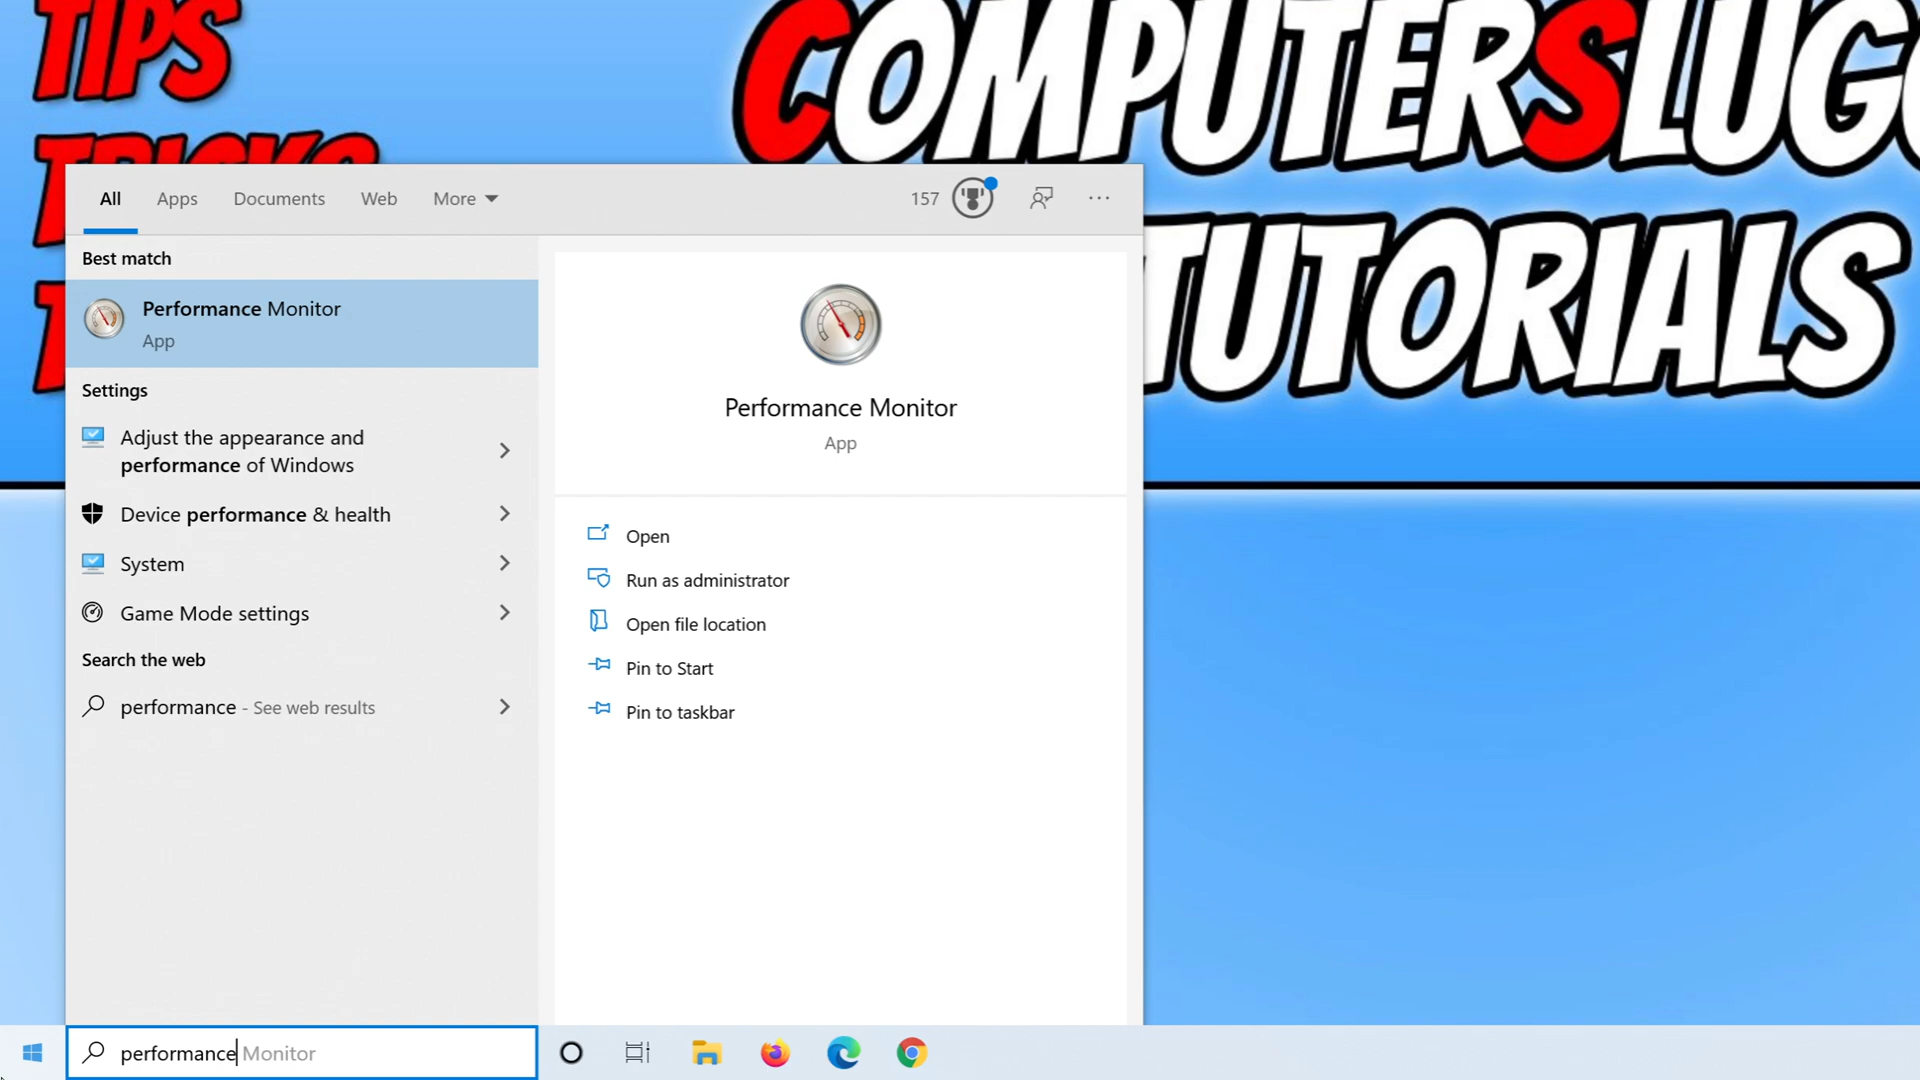 TIPS
TRICKS
T
COMPUTERSLUGG
TUTORIALS
All Apps Documents Web More 157
Best match
Performance Monitor
App
Settings
Adjust the appearance and
performance of Windows
Device performance & health
System
Game Mode settings
Search the web
performance - See web results
Performance Monitor
App
Open
Run as administrator
Open file location
Pin to Start
Pin to taskbar
performance Monitor